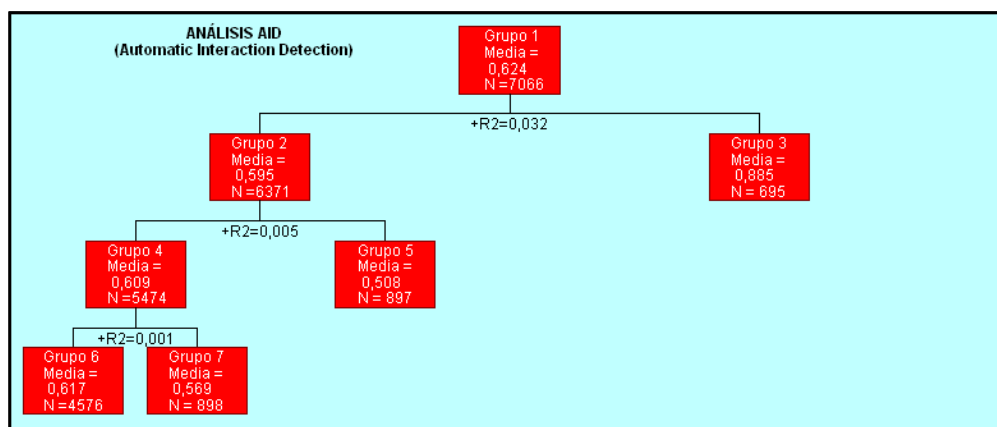 ANÁLISIS AID
(Automatic Interaction Detection)
Grupo 1
Media =
0,624
N =7066
+R2=0,032
Grupo 2
Media =
0,595
N =6371
Grupo 3
Media =
0,885
N = 695
+R2=0,005
Grupo 4
Media =
0,609
N =5474
Grupo 5
Media =
0,508
N = 897
+R2=0,001
Grupo 6
Media =
0,617
N =4576
Grupo 7
Media =
0,569
N = 898